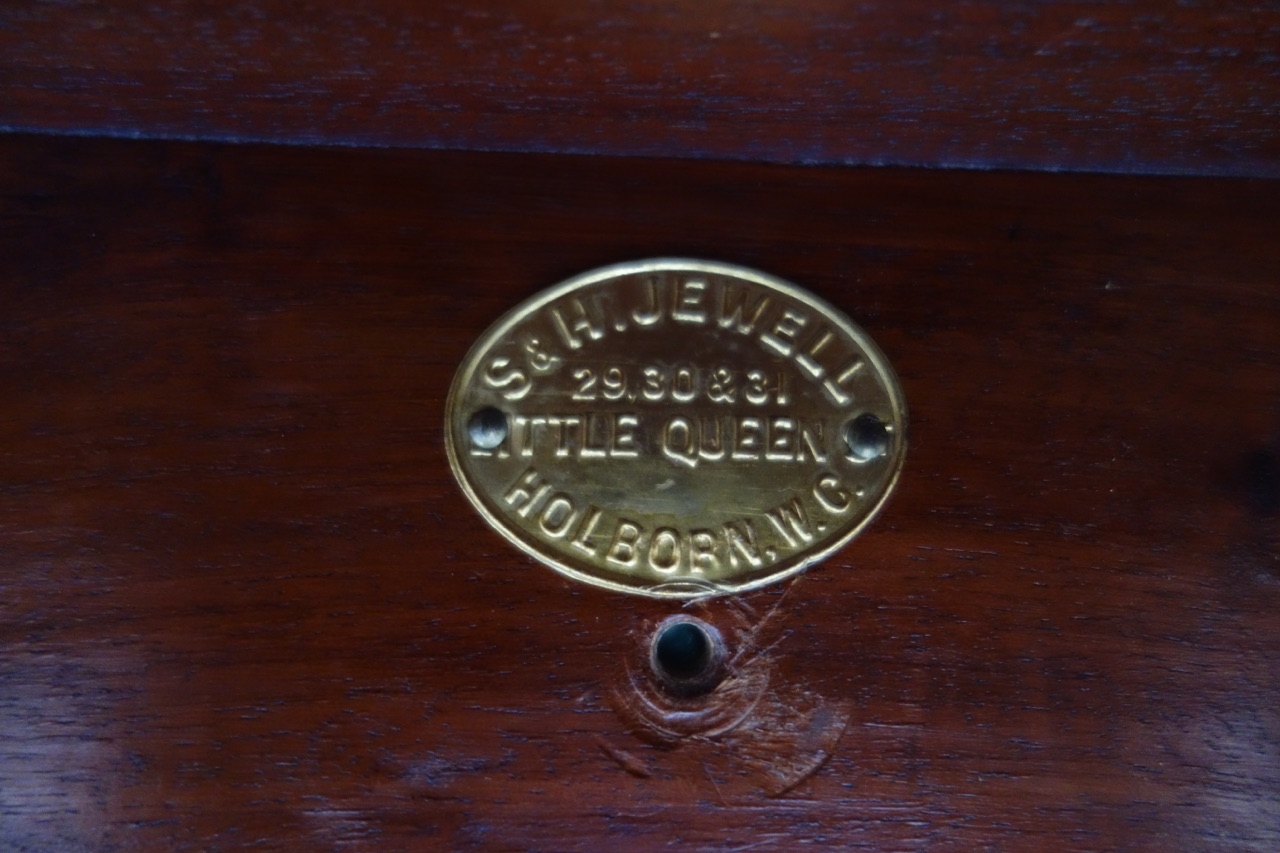 S & H. JEWELL
29, 30 & 31
LITTLE QUEEN
HOLBORN, W.C.